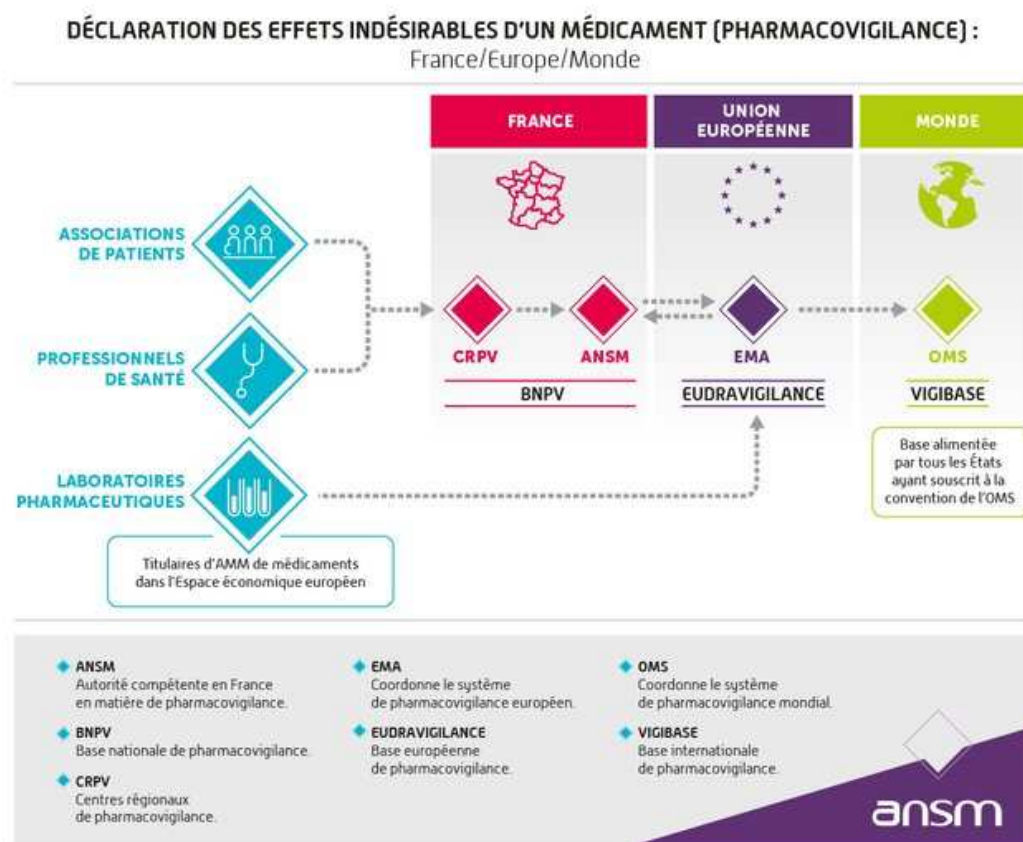 DÉCLARATION DES EFFETS INDÉSIRABLES D'UN MÉDICAMENT (PHARMACOVIGILANCE) :
France/Europe/Monde
FRANCE
UNION
EUROPÉENNE
MONDE
ASSOCIATIONS
DE PATIENTS
PROFESSIONNELS
DE SANTÉ
LABORATOIRES
PHARMACEUTIQUES
Titulaires d'AMM de médicaments
dans l'Espace économique européen
CRPV
ANSM
BNPV
EMA
EUDRAVIGILANCE
OMS
VIGIBASE
Base alimentée
par tous les États
ayant souscrit à la
convention de l'OMS
ANSM
Autorité compétente en France
en matière de pharmacovigilance.
BNPV
Base nationale de pharmacovigilance.
CRPV
Centres régionaux
de pharmacovigilance.
EMA
Coordonne le système
de pharmacovigilance européen.
EUDRAVIGILANCE
Base européenne
de pharmacovigilance.
OMS
Coordonne le système
de pharmacovigilance mondial.
VIGIBASE
Base internationale
de pharmacovigilance.
ansm